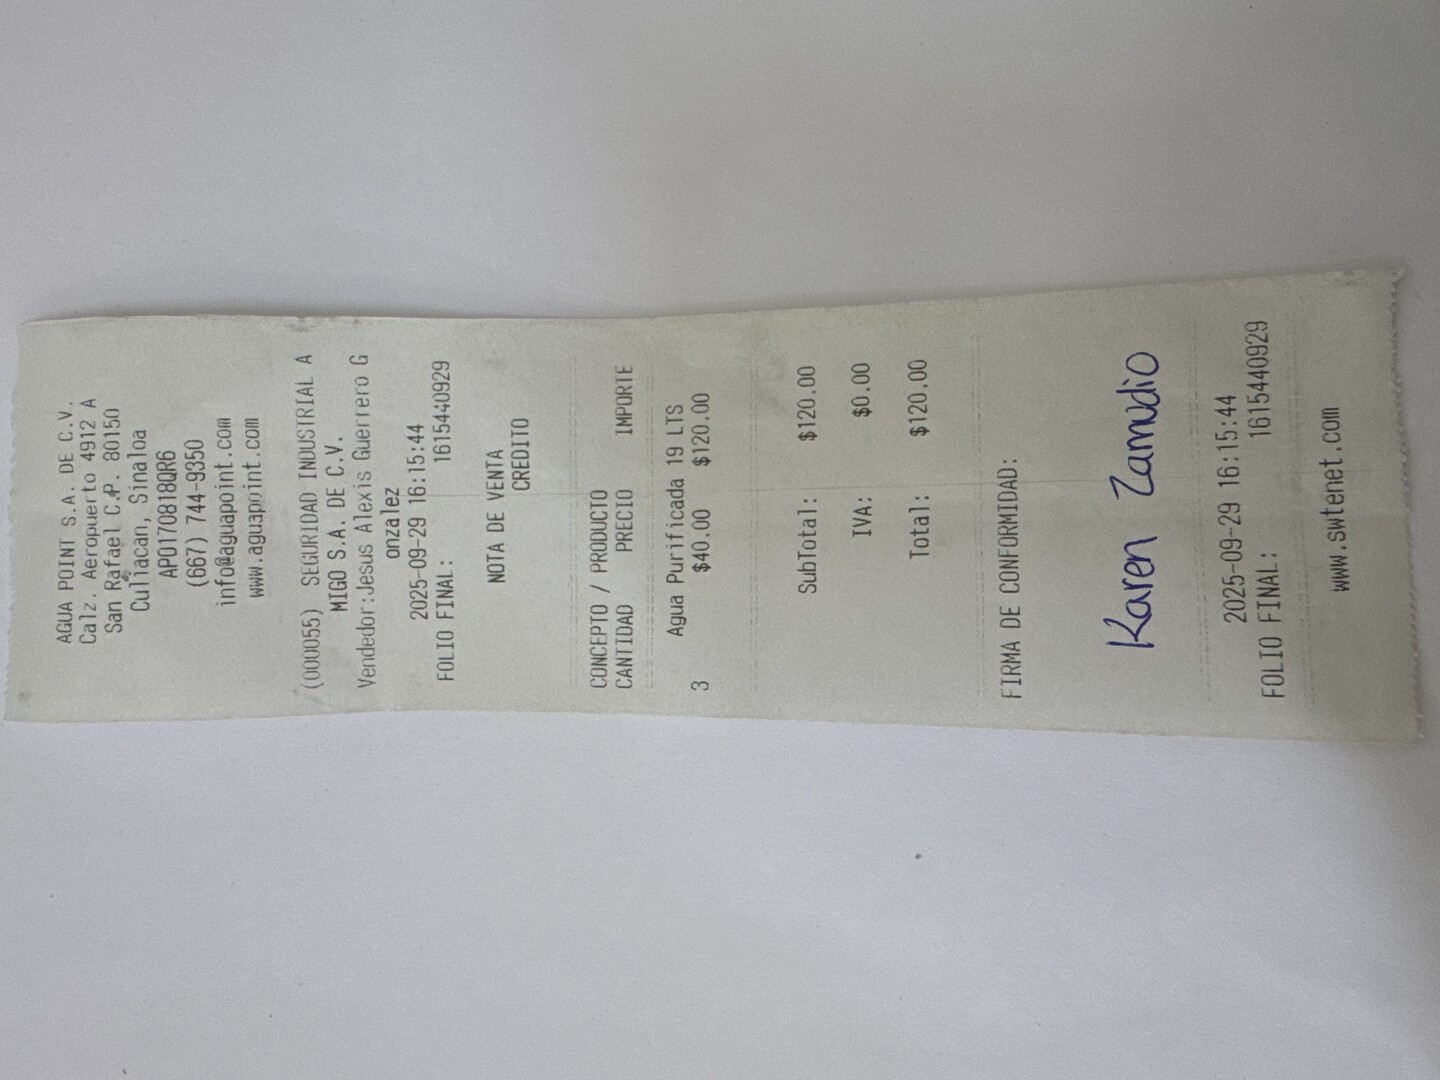 AGUA POINT S.A. DE C.V.
Calz. Aeropuerto 4912 A
San Rafael C.P. 80150
Culiacan, Sinaloa
APO170818QR6
(667) 744-9350
info@aguapoint.com
www.aguapoint.com
(000055) SEGURIDAD INDUSTRIAL A
MIGO S.A. DE C.V.
Vendedor:Jesus Alexis Guerrero G
onzalez
2025-09-29 16:15:44
FOLIO FINAL: 1615440929
NOTA DE VENTA
CREDITO
CONCEPTO / PRODUCTO
CANTIDAD PRECIO IMPORTE
Agua Purificada 19 LTS
3 $40.00 $120.00
SubTotal: $120.00
IVA: $0.00
Total: $120.00
FIRMA DE CONFORMIDAD:
Karen Zamudio
2025-09-29 16:15:44
FOLIO FINAL: 1615440929
www.swtenet.com